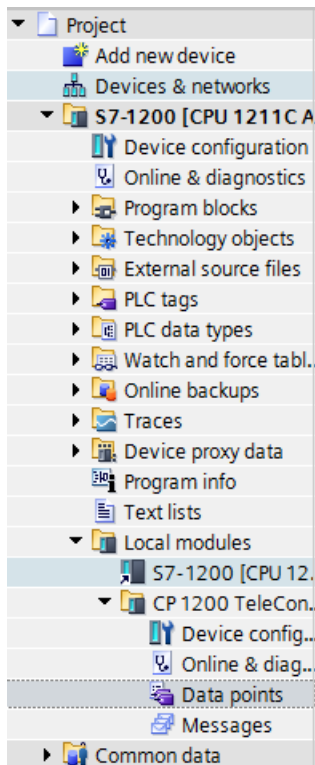 Project
Add new device
Devices & networks
S7-1200 [CPU 1211C A
Device configuration
Online & diagnostics
Program blocks
Technology objects
External source files
PLC tags
PLC data types
Watch and force tabl..
Online backups
Traces
Device proxy data
Program info
Text lists
Local modules
S7-1200 [CPU 12.
CP 1200 TeleCon..
Device config...
Online & diag...
Data points
Messages
Common data